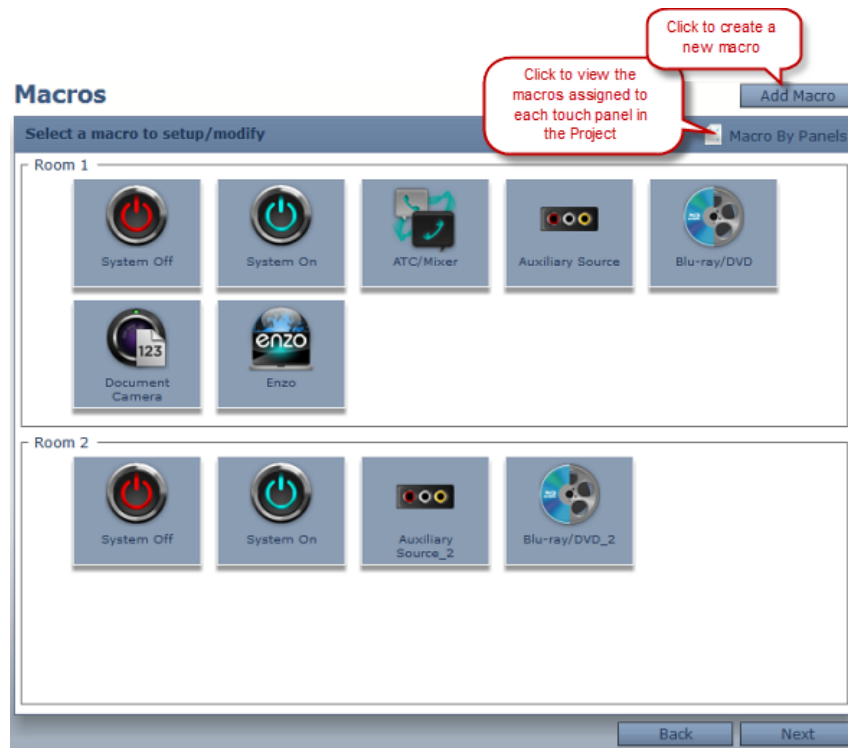 Click to create a
new macro
Click to view the
macros assigned to
each touch panel in
the Project
Macros
Add Macro
Select a macro to setup/modify
Macro By Panels
Room 1
System Off
System On
ATC/Mixer
Auxiliary Source
Blu-ray/DVD
123
Document
Camera
enzo
Enzo
Room 2
System Off
System On
Auxiliary
Source_2
Blu-ray/DVD_2
Back
Next